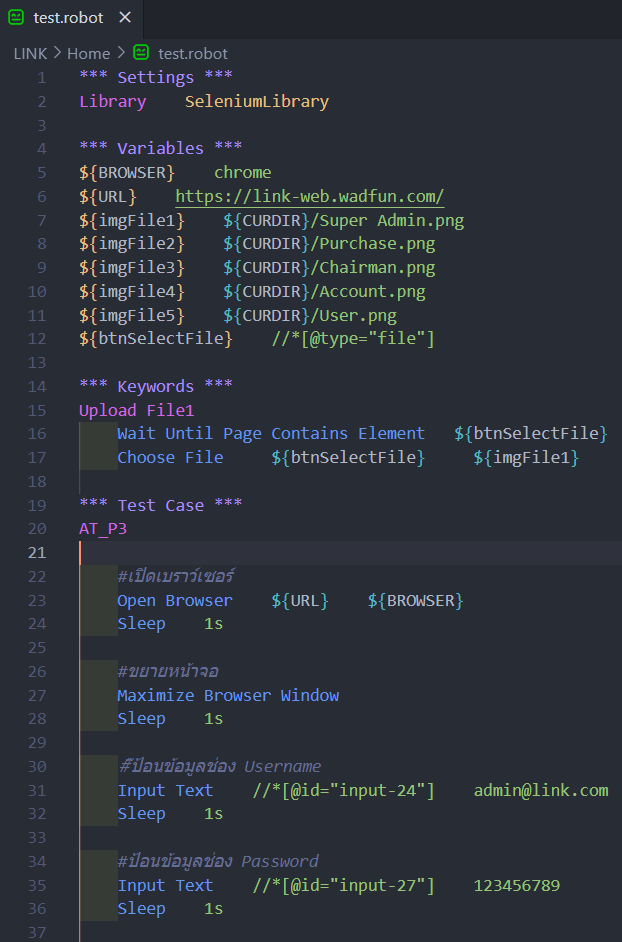 test.robot
LINK > Home > test.robot
1 *** Settings ***
2 Library    SeleniumLibrary
3
4 *** Variables ***
5 ${BROWSER}    chrome
6 ${URL}    https://link-web.wadfun.com/
7 ${imgFile1}    ${CURDIR}/Super Admin.png
8 ${imgFile2}    ${CURDIR}/Purchase.png
9 ${imgFile3}    ${CURDIR}/Chairman.png
10 ${imgFile4}    ${CURDIR}/Account.png
11 ${imgFile5}    ${CURDIR}/User.png
12 ${btnSelectFile}    //*[@type="file"]
13
14 *** Keywords ***
15 Upload File1
16     Wait Until Page Contains Element   ${btnSelectFile}
17     Choose File     ${btnSelectFile}     ${imgFile1}
18
19 *** Test Case ***
20 AT_P3
21
22     #เปิดเบราว์เซอร์
23     Open Browser    ${URL}    ${BROWSER}
24     Sleep    1s
25
26     #ขยายหน้าจอ
27     Maximize Browser Window
28     Sleep    1s
29
30     #ป้อนข้อมูลช่อง Username
31     Input Text    //*[@id="input-24"]    admin@link.com
32     Sleep    1s
33
34     #ป้อนข้อมูลช่อง Password
35     Input Text    //*[@id="input-27"]    123456789
36     Sleep    1s
37